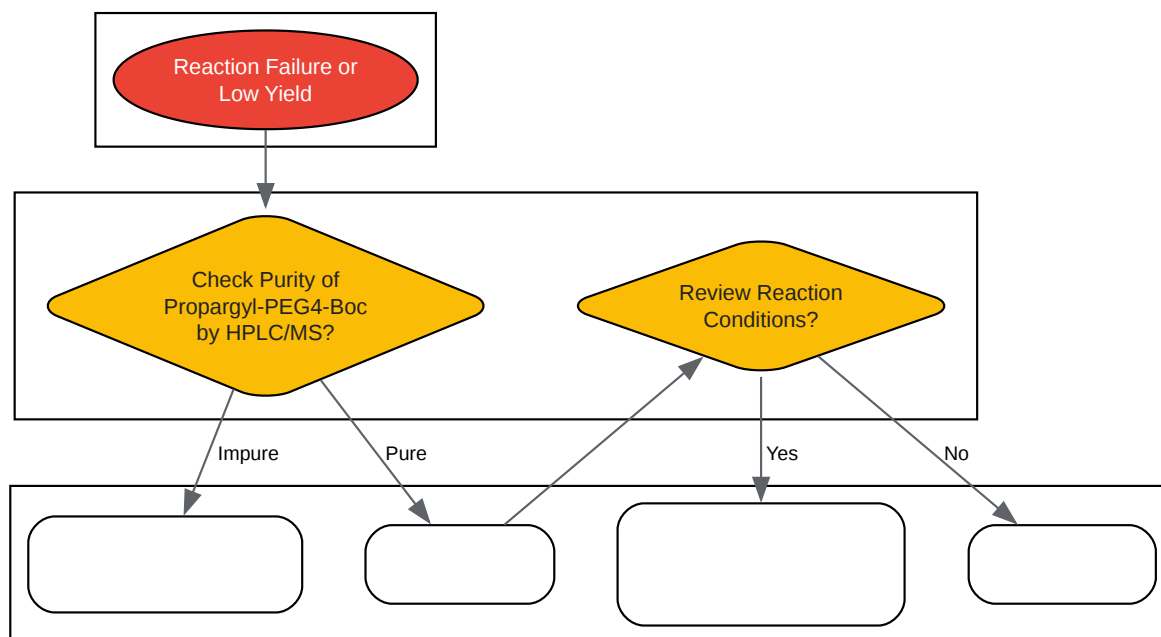 Reaction Failure or
Low Yield
Check Purity of
Propargyl-PEG4-Boc
by HPLC/MS?
Review Reaction
Conditions?
Impure
Pure
Yes
No